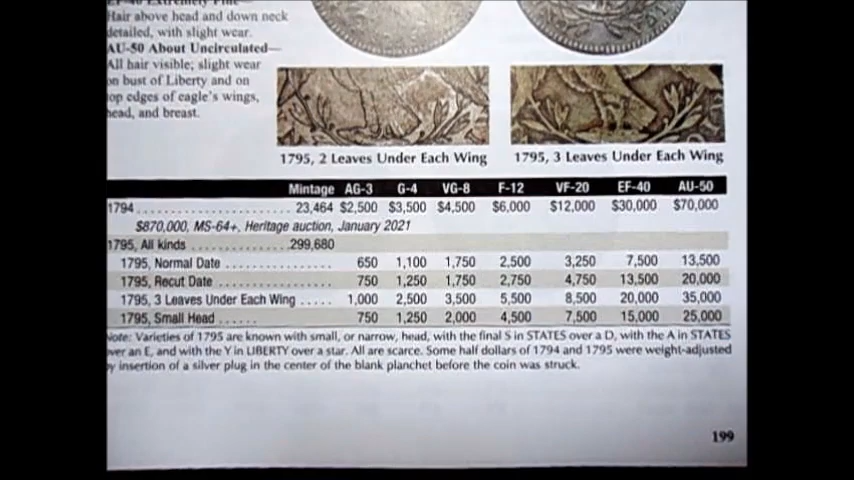 EF-40 Extremely Fine—
Hair above head and down neck
detailed, with slight wear.
AU-50 About Uncirculated—
All hair visible; slight wear
on bust of Liberty and on
top edges of eagle's wings,
head, and breast.
1795, 2 Leaves Under Each Wing
1795, 3 Leaves Under Each Wing
Mintage AG-3 G-4 VG-8 F-12 VF-20 EF-40 AU-50
1794 . . . . . . . . . . . . . . . . . . . . . . . 23,464 $2,500 $3,500 $4,500 $6,000 $12,000 $30,000 $70,000
$870,000, MS-64+, Heritage auction, January 2021
1795, All kinds . . . . . . . . . . . . . . .299,680
1795, Normal Date . . . . . . . . . . . . . . . . 650 1,100 1,750 2,500 3,250 7,500 13,500
1795, Recut Date . . . . . . . . . . . . . . . . . 750 1,250 1,750 2,750 4,750 13,500 20,000
1795, 3 Leaves Under Each Wing . . . . . 1,000 2,500 3,500 5,500 8,500 20,000 35,000
1795, Small Head . . . . . . 750 1,250 2,000 4,500 7,500 15,000 25,000
Note: Varieties of 1795 are known with small, or narrow, head, with the final S in STATES over a D, with the A in STATES
over an E, and with the Y in LIBERTY over a star. All are scarce. Some half dollars of 1794 and 1795 were weight-adjusted
by insertion of a silver plug in the center of the blank planchet before the coin was struck.
199